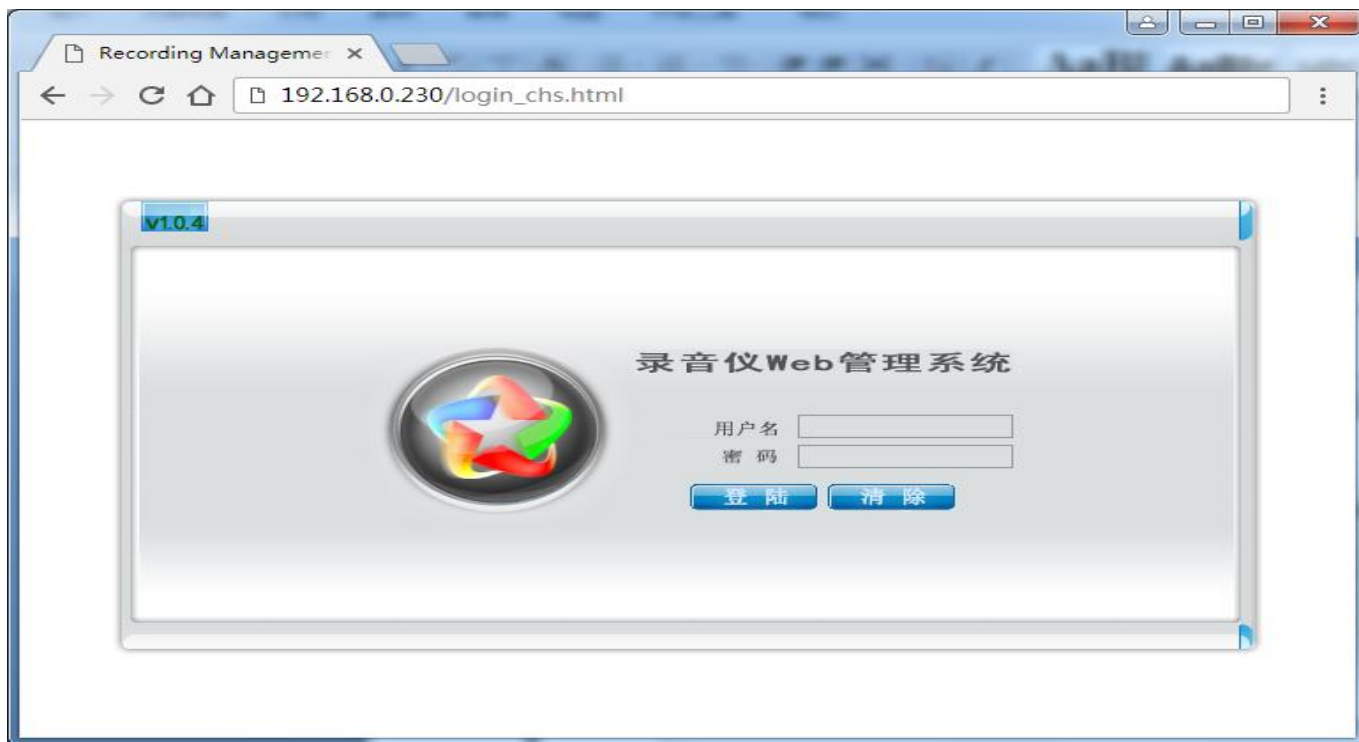 Recording Managemer
192.168.0.230/login_chs.html
v1.0.4
录音仪Web管理系统
用户名
密 码
登 陆 清 除